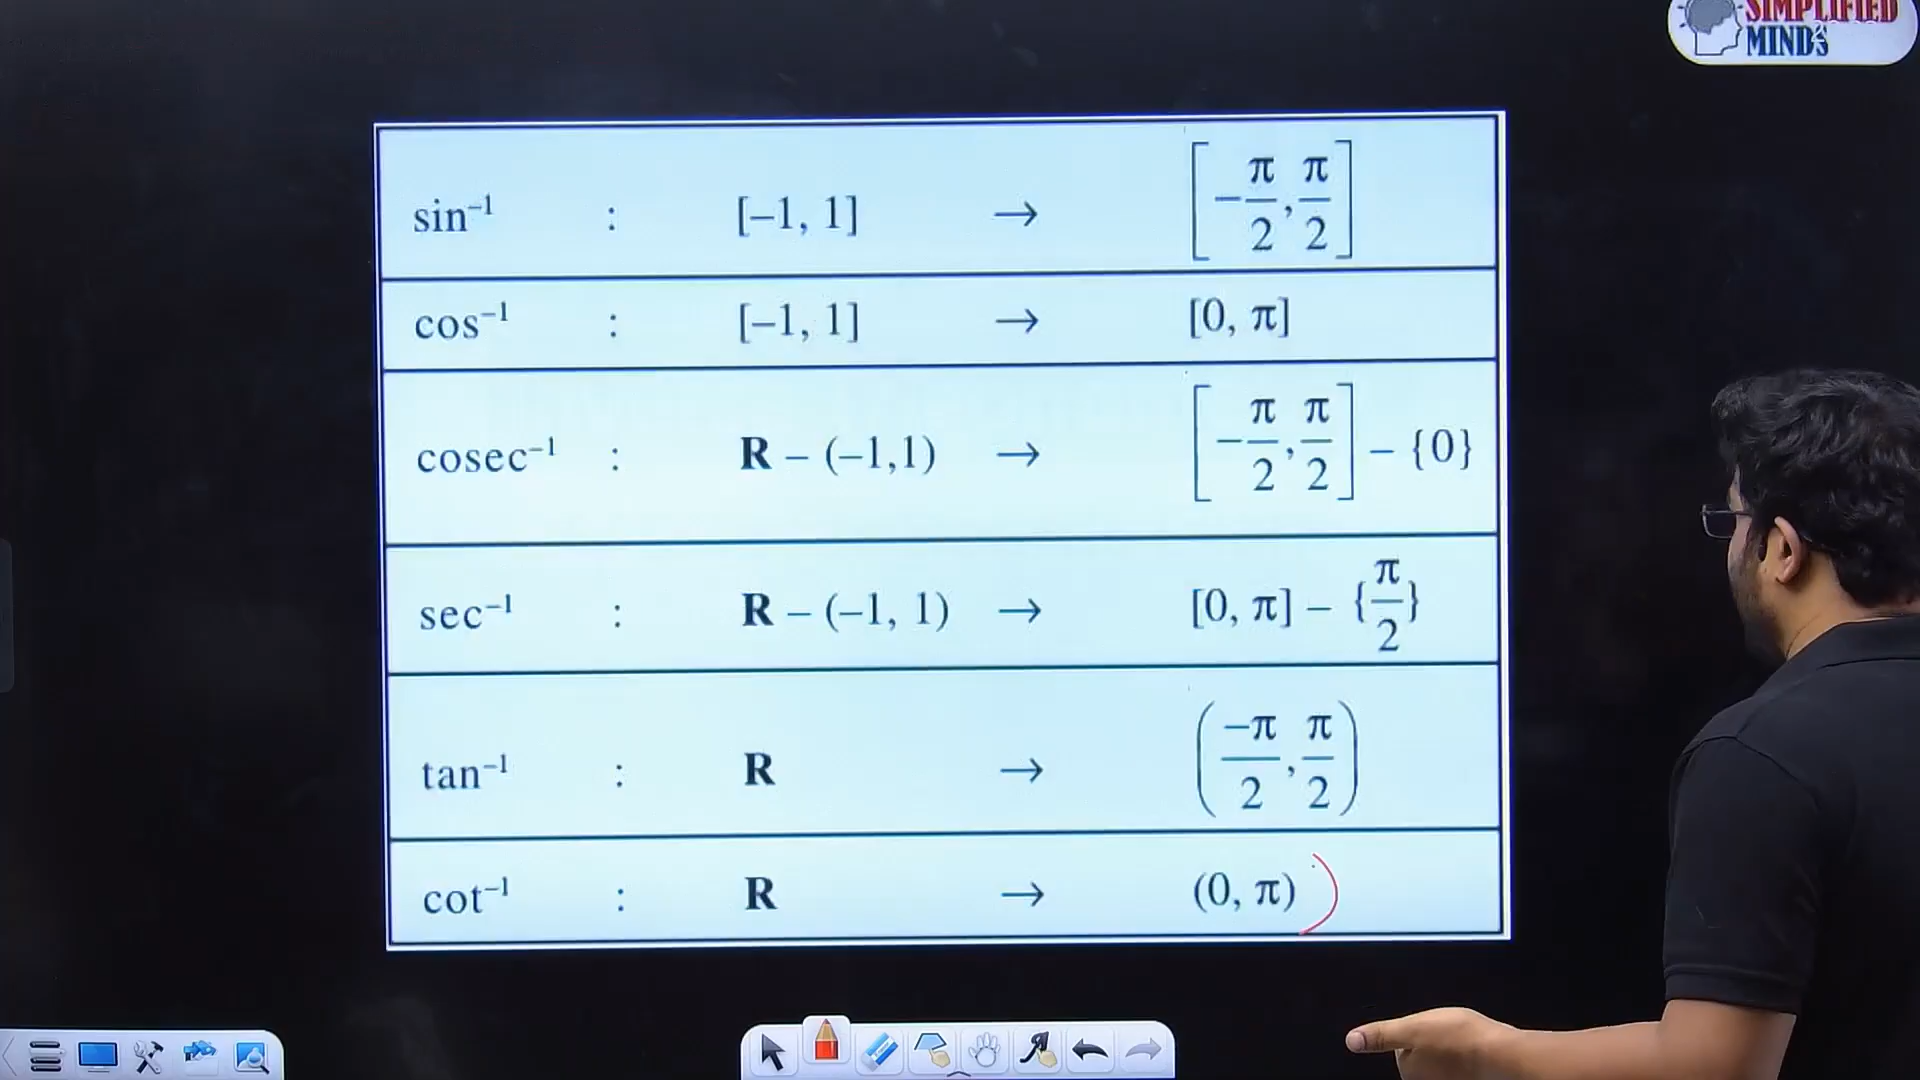 SIMPLIFIED
MINDS
sin⁻¹ : [–1, 1] → [−π/2, π/2]
cos⁻¹ : [–1, 1] → [0, π]
cosec⁻¹ : R – (–1,1) → [−π/2, π/2] – {0}
sec⁻¹ : R – (–1, 1) → [0, π] – {π/2}
tan⁻¹ : R → (−π/2, π/2)
cot⁻¹ : R → (0, π)